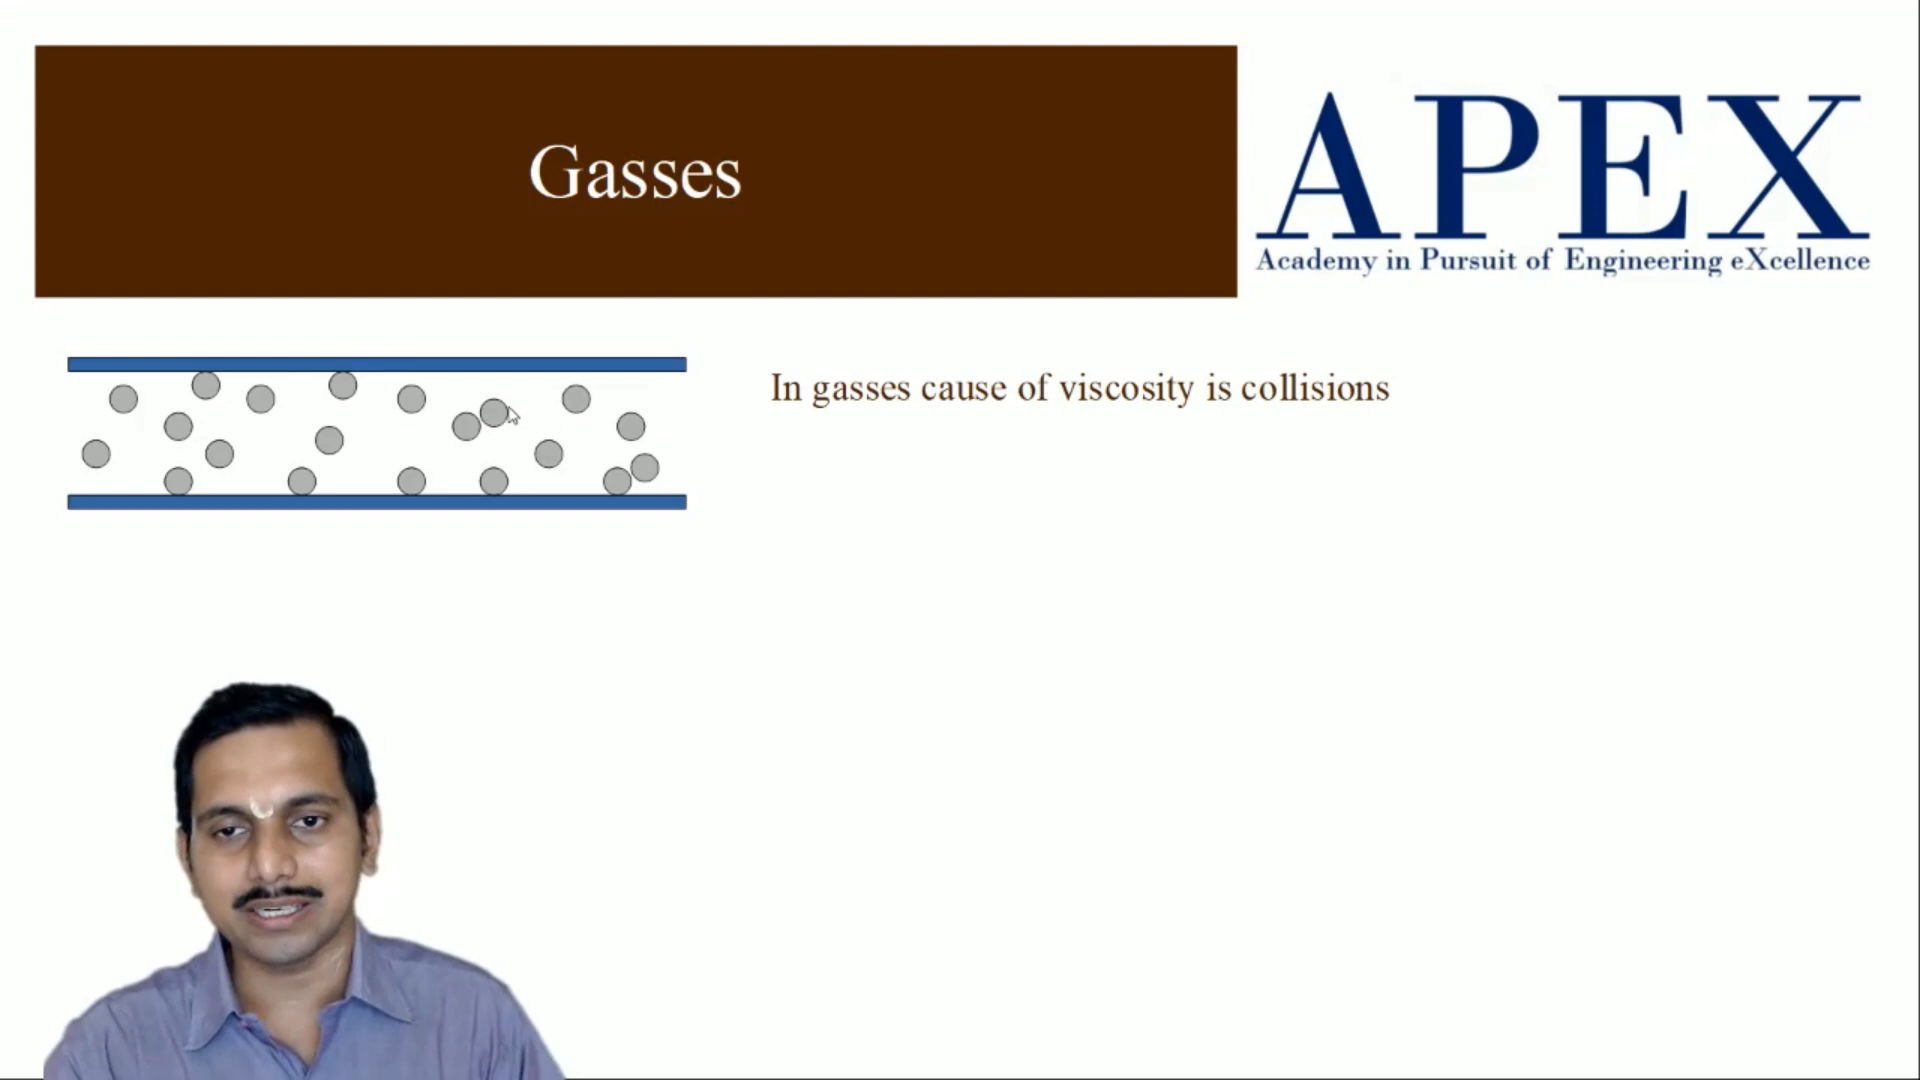 Gasses
APEX
Academy in Pursuit of Engineering eXcellence
In gasses cause of viscosity is collisions